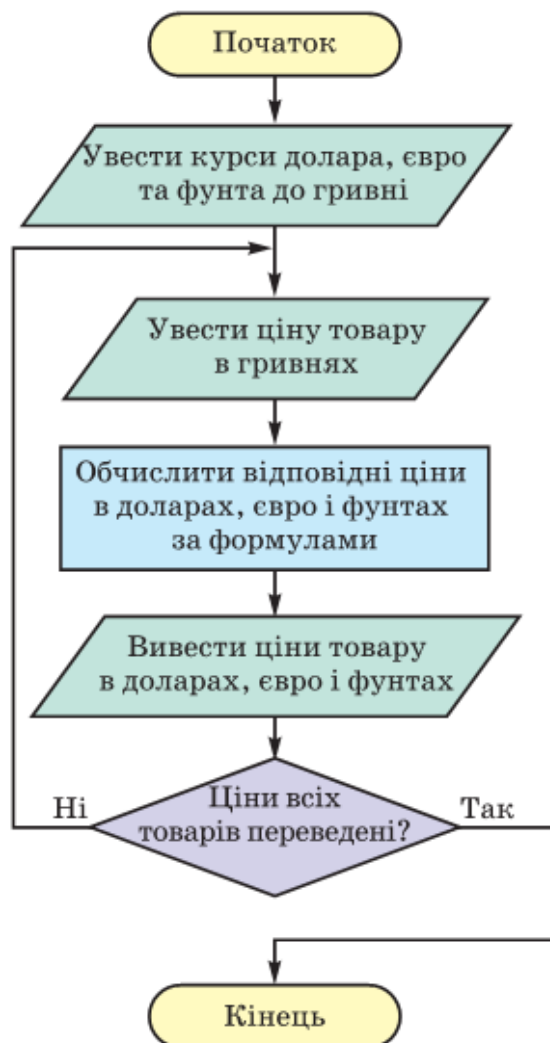 Початок
Увести курси долара, євро
та фунта до гривні
Увести ціну товару
в гривнях
Обчислити відповідні ціни
в доларах, євро і фунтах
за формулами
Вивести ціни товару
в доларах, євро і фунтах
Ні
Ціни всіх
товарів переведені?
Так
Кінець